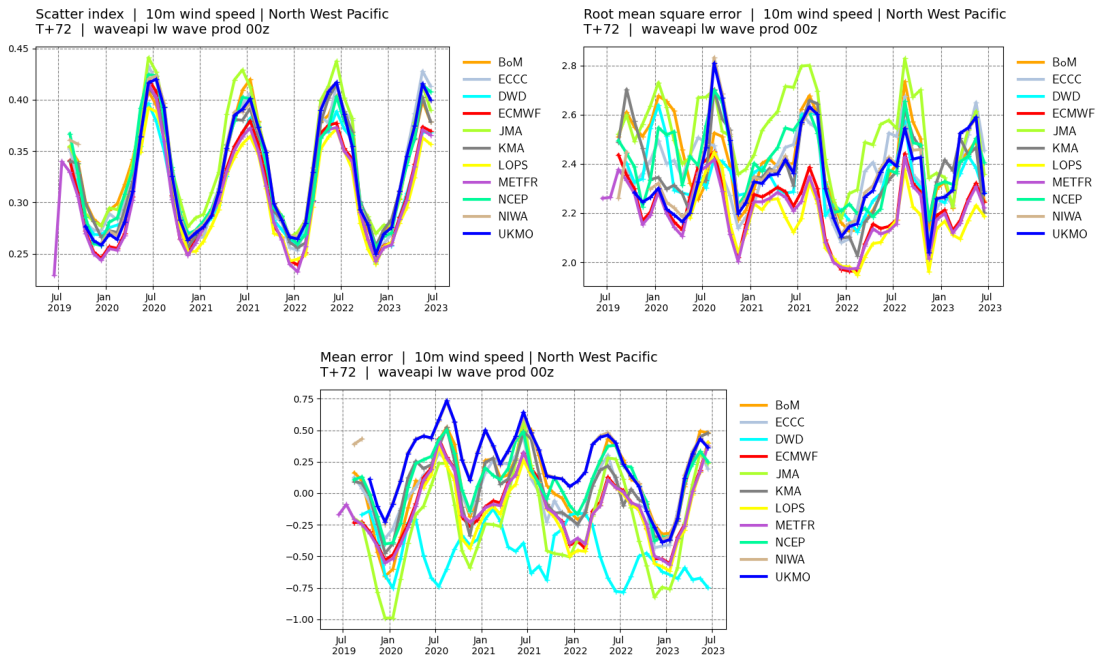 Scatter index | 10m wind speed | North West Pacific
T+72 | waveapi lw wave prod 00z
0.45
0.40
0.35
0.30
0.25
Jul 2019
Jan 2020
Jul 2020
Jan 2021
Jul 2021
Jan 2022
Jul 2022
Jan 2023
Jul 2023
BoM
ECCC
DWD
ECMWF
JMA
KMA
LOPS
METFR
NCEP
NIWA
UKMO
Root mean square error | 10m wind speed | North West Pacific
T+72 | waveapi lw wave prod 00z
2.8
2.6
2.4
2.2
2.0
Jul 2019
Jan 2020
Jul 2020
Jan 2021
Jul 2021
Jan 2022
Jul 2022
Jan 2023
Jul 2023
BoM
ECCC
DWD
ECMWF
JMA
KMA
LOPS
METFR
NCEP
NIWA
UKMO
Mean error | 10m wind speed | North West Pacific
T+72 | waveapi lw wave prod 00z
0.75
0.50
0.25
0.00
−0.25
−0.50
−0.75
−1.00
Jul 2019
Jan 2020
Jul 2020
Jan 2021
Jul 2021
Jan 2022
Jul 2022
Jan 2023
Jul 2023
BoM
ECCC
DWD
ECMWF
JMA
KMA
LOPS
METFR
NCEP
NIWA
UKMO